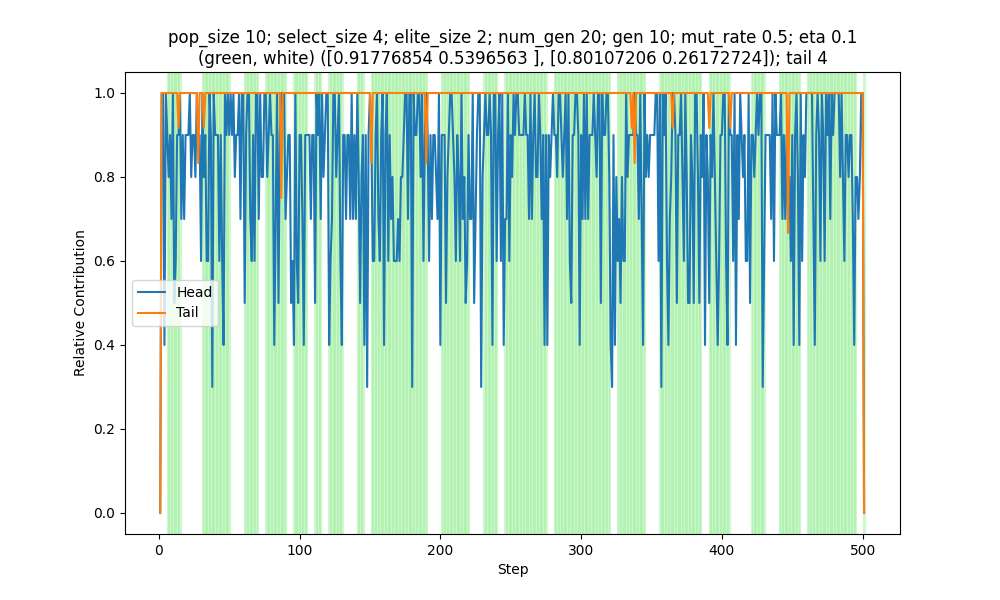 pop_size 10; select_size 4; elite_size 2; num_gen 20; gen 10; mut_rate 0.5; eta 0.1
(green, white) ([0.91776854 0.5396563 ], [0.80107206 0.26172724]); tail 4
1.0
0.8
0.6
0.4
0.2
0.0
Relative Contribution
Head
Tail
0
100
200
300
400
500
Step